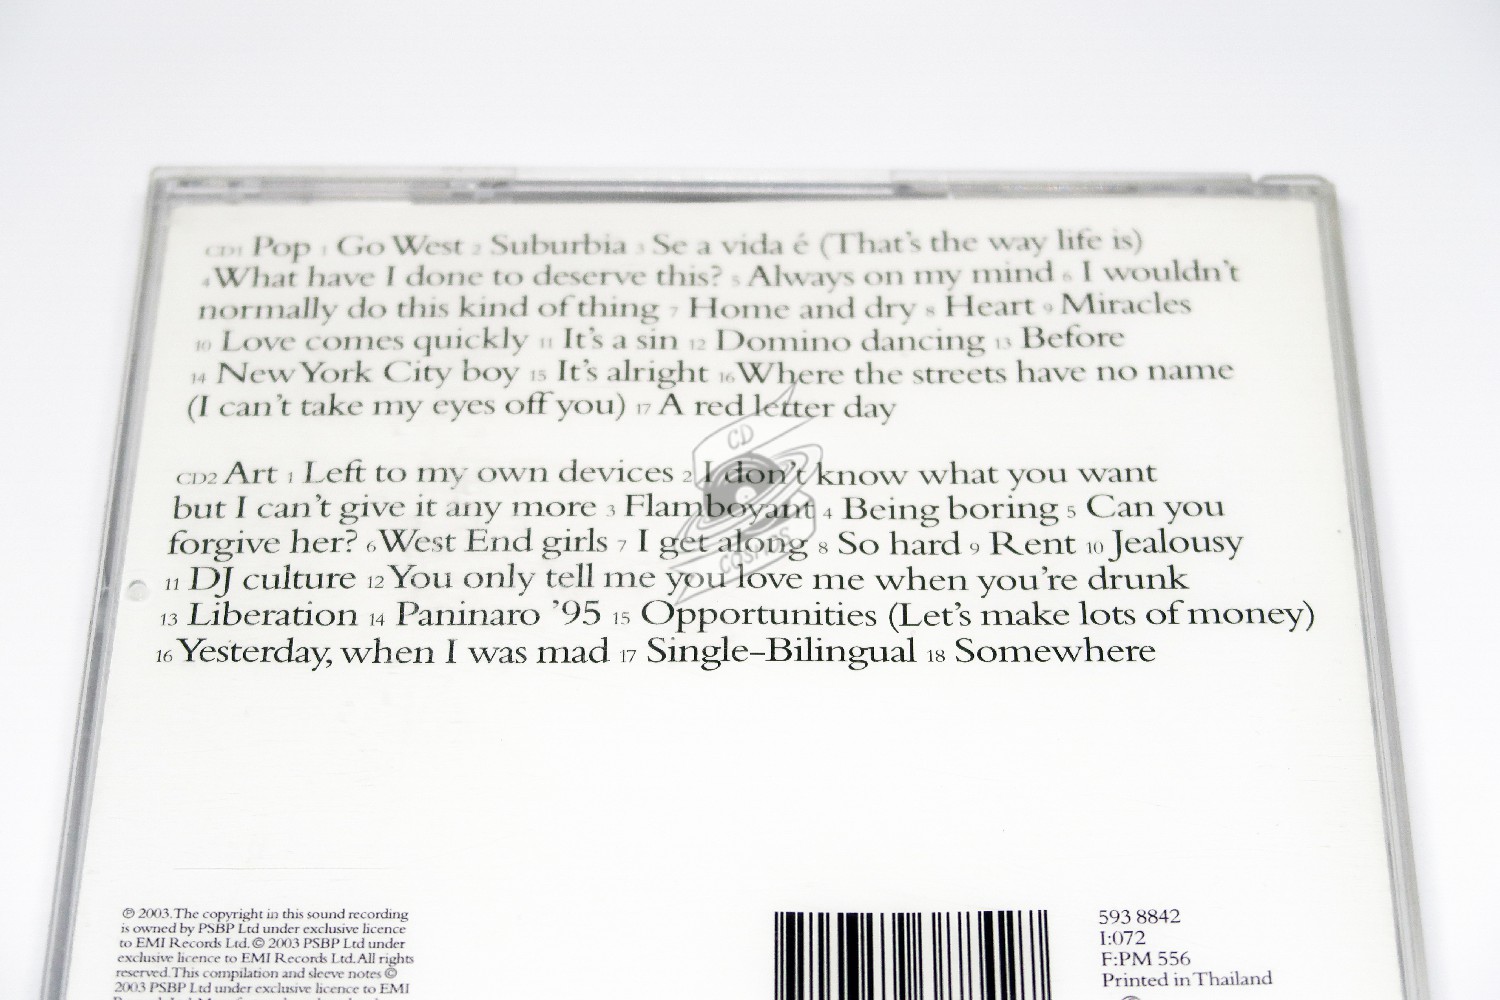 CD1 Pop 1 Go West 2 Suburbia 3 Se a vida é (That's the way life is)
4 What have I done to deserve this? 5 Always on my mind 6 I wouldn't
normally do this kind of thing 7 Home and dry 8 Heart 9 Miracles
10 Love comes quickly 11 It's a sin 12 Domino dancing 13 Before
14 New York City boy 15 It's alright 16 Where the streets have no name
(I can't take my eyes off you) 17 A red letter day
CD2 Art 1 Left to my own devices 2 I don't know what you want
but I can't give it any more 3 Flamboyant 4 Being boring 5 Can you
forgive her? 6 West End girls 7 I get along 8 So hard 9 Rent 10 Jealousy
11 DJ culture 12 You only tell me you love me when you're drunk
13 Liberation 14 Paninaro '95 15 Opportunities (Let's make lots of money)
16 Yesterday, when I was mad 17 Single-Bilingual 18 Somewhere
CD
COSMOS
℗ 2003. The copyright in this sound recording
is owned by PSBP Ltd under exclusive licence
to EMI Records Ltd. © 2003 PSBP Ltd under
exclusive licence to EMI Records Ltd. All rights
reserved. This compilation and sleeve notes ©
2003 PSBP Ltd under exclusive licence to EMI
593 8842
I:072
F:PM 556
Printed in Thailand